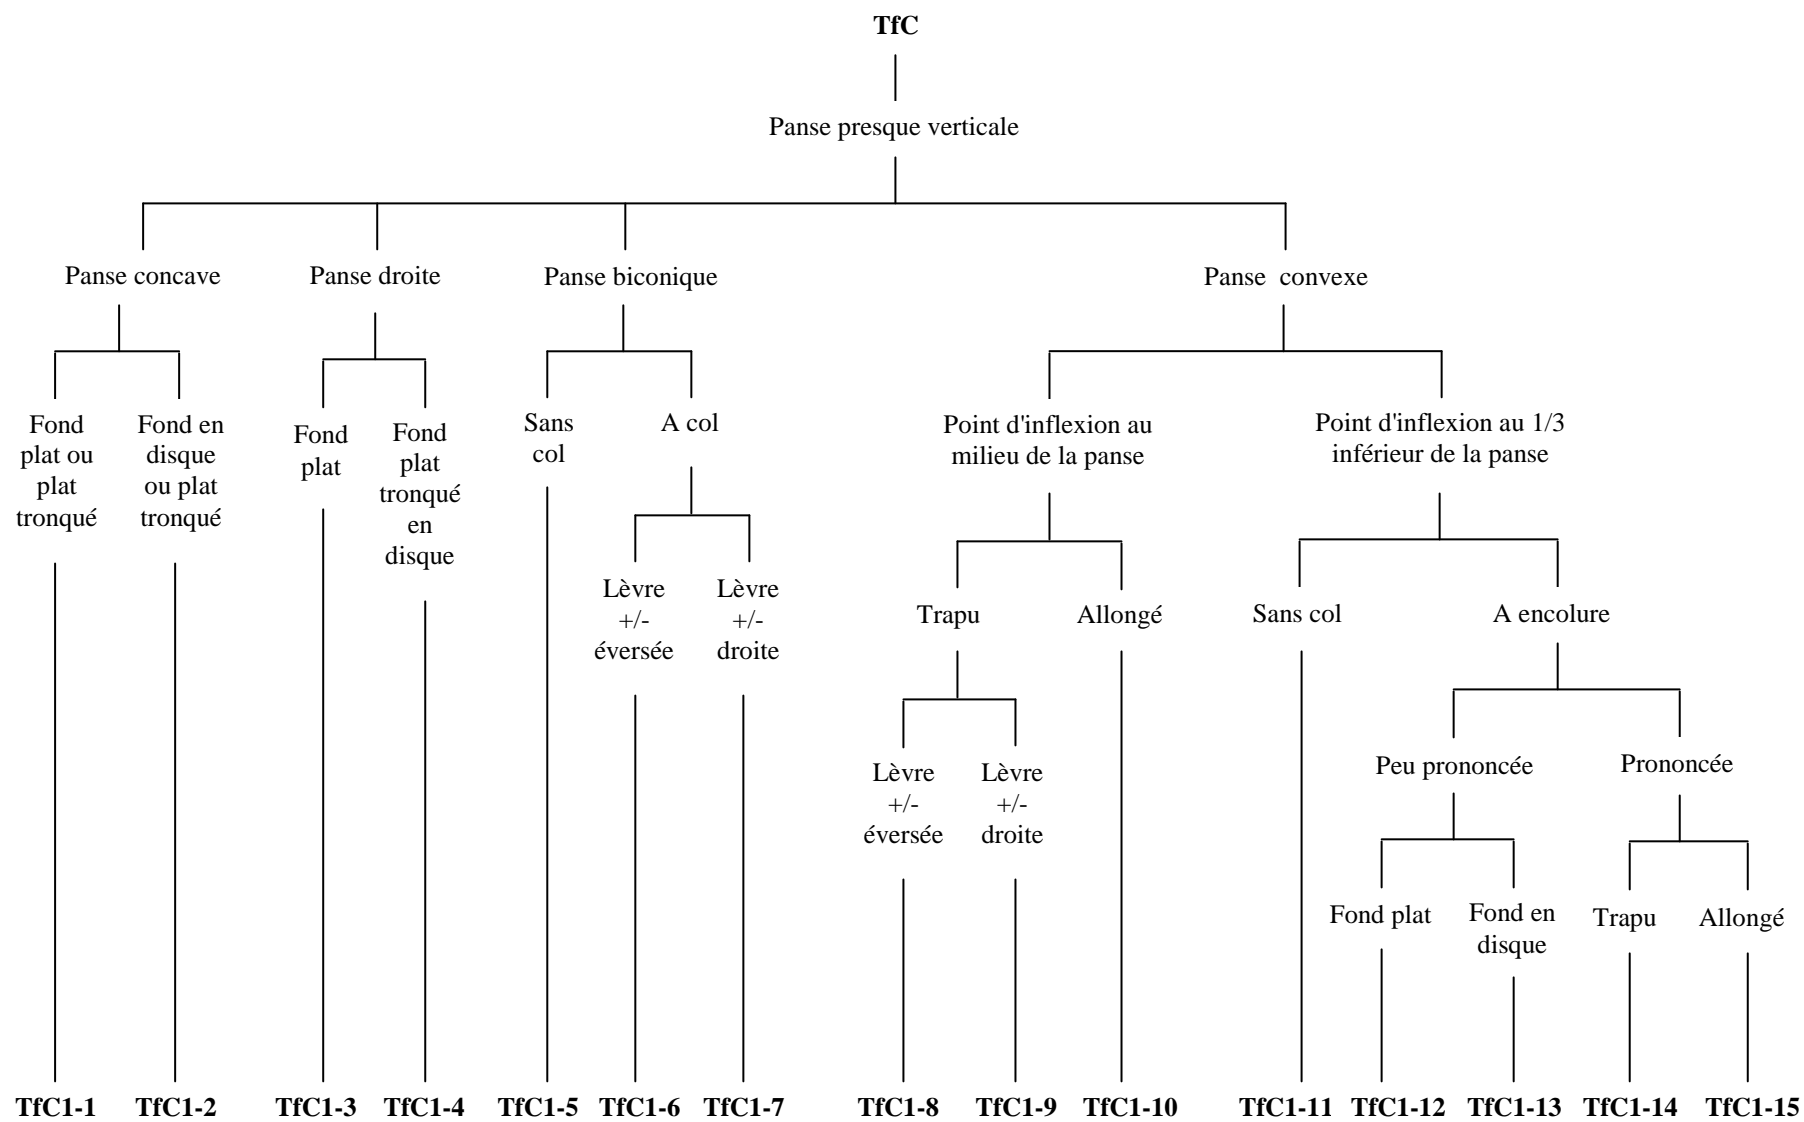 TfC
Panse presque verticale
Panse concave
Panse droite
Panse biconique
Panse convexe
Fond
plat ou
plat
tronqué
Fond en
disque
ou plat
tronqué
Fond
plat
Fond
plat
tronqué
en
disque
Sans
col
A col
Point d'inflexion au
milieu de la panse
Point d'inflexion au 1/3
inférieur de la panse
Lèvre
+/-
éversée
Lèvre
+/-
droite
Trapu
Allongé
Sans col
A encolure
Lèvre
+/-
éversée
Lèvre
+/-
droite
Peu prononcée
Prononcée
Fond plat
Fond en
disque
Trapu
Allongé
TfC1-1
TfC1-2
TfC1-3
TfC1-4
TfC1-5
TfC1-6
TfC1-7
TfC1-8
TfC1-9
TfC1-10
TfC1-11
TfC1-12
TfC1-13
TfC1-14
TfC1-15